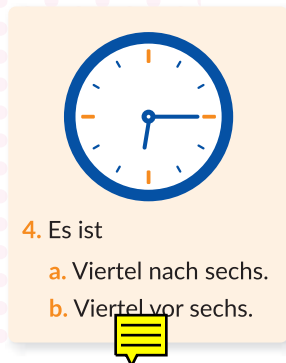 4. Es ist
a. Viertel nach sechs.
b. Viertel vor sechs.